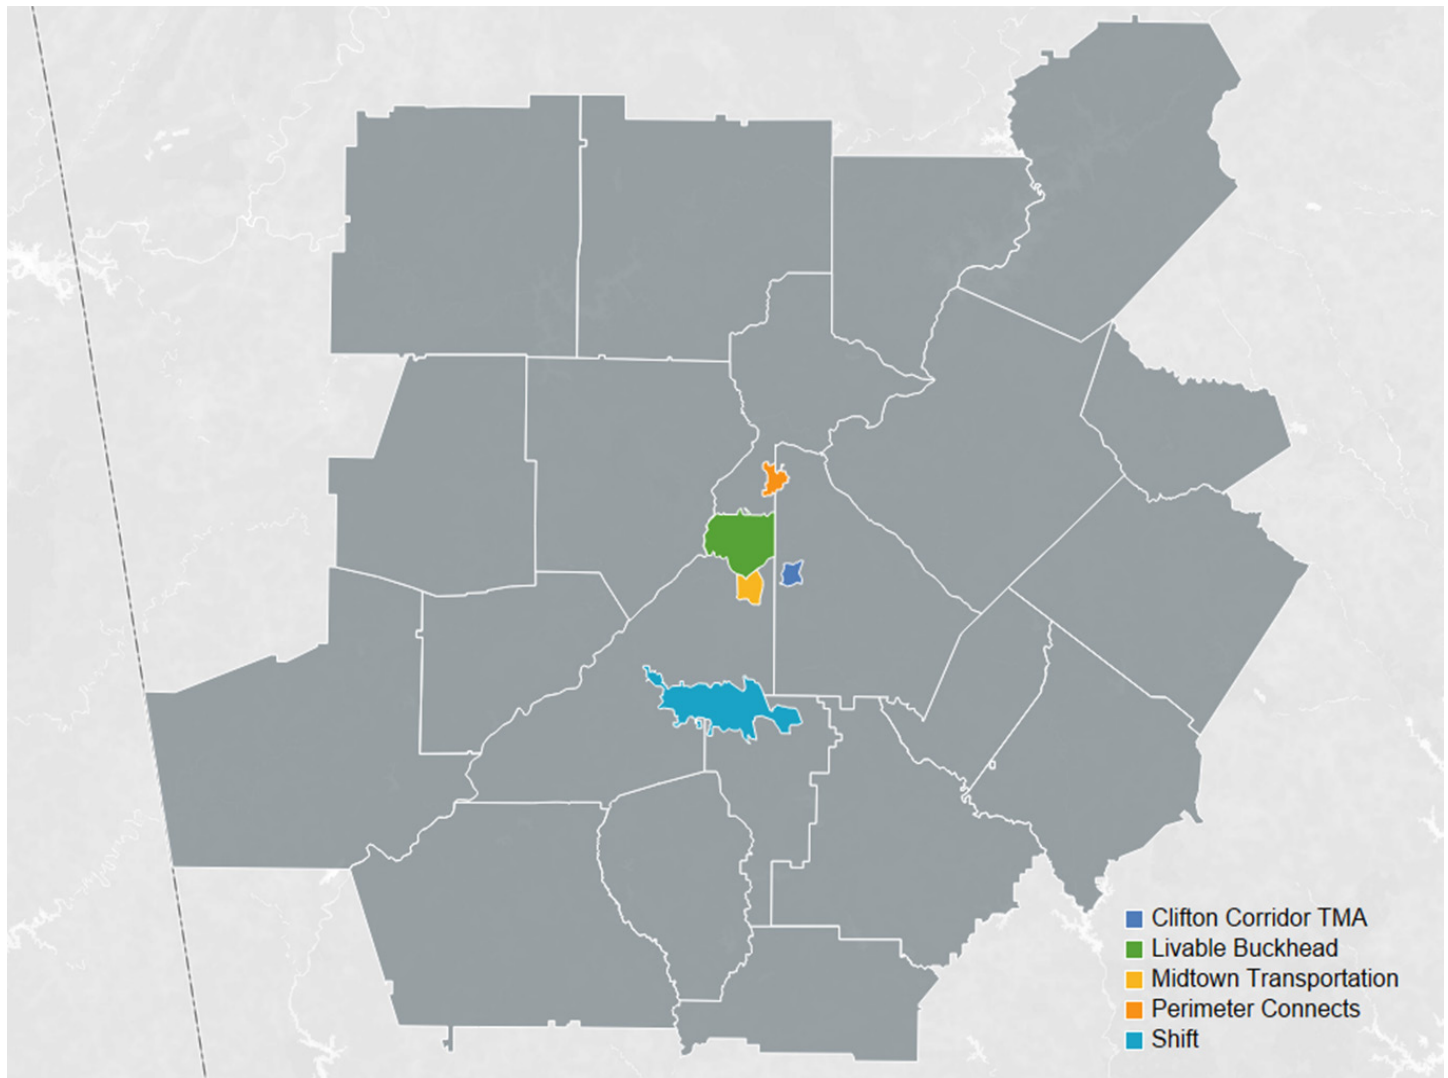 Clifton Corridor TMA
Livable Buckhead
Midtown Transportation
Perimeter Connects
Shift